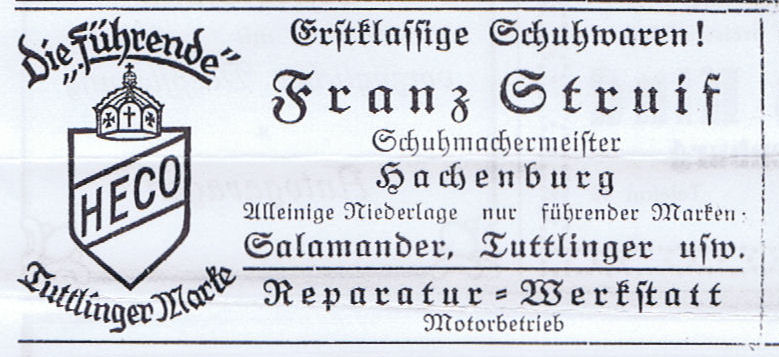 Die „Führende“
HECO
Tuttlinger Marke
Erstklassige Schuhwaren!
Franz Struif
Schuhmachermeister
Hachenburg
Alleinige Niederlage nur führender Marken:
Salamander, Tuttlinger usw.
Reparatur-Werkstatt
Motorbetrieb